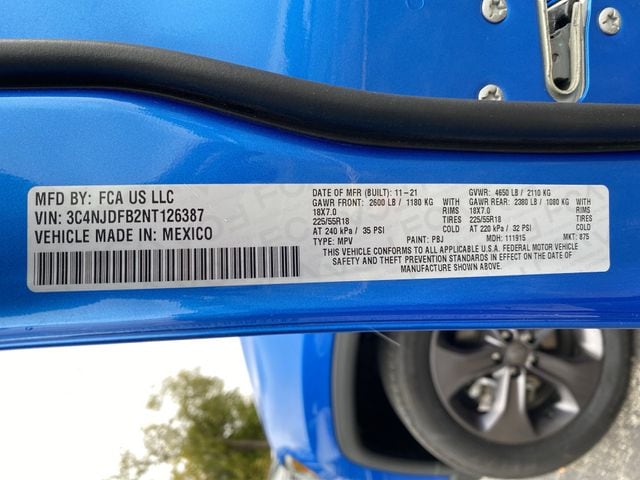 MFD BY: FCA US LLC
VIN: 3C4NJDFB2NT126387
VEHICLE MADE IN: MEXICO
DATE OF MFR (BUILT): 11-21 GVWR: 4650 LB / 2110 KG
GAWR FRONT: 2600 LB / 1180 KG GAWR REAR: 2380 LB / 1080 KG
18X7.0 RIMS 18X7.0 RIMS
225/55R18 TIRES 225/55R18 TIRES
AT 240 kPa / 35 PSI COLD AT 220 kPa / 32 PSI COLD
TYPE: MPV PAINT: PBJ MDH: 111915 MKT: 875
THIS VEHICLE CONFORMS TO ALL APPLICABLE U.S.A. FEDERAL MOTOR VEHICLE
SAFETY AND THEFT PREVENTION STANDARDS IN EFFECT ON THE DATE OF
MANUFACTURE SHOWN ABOVE.